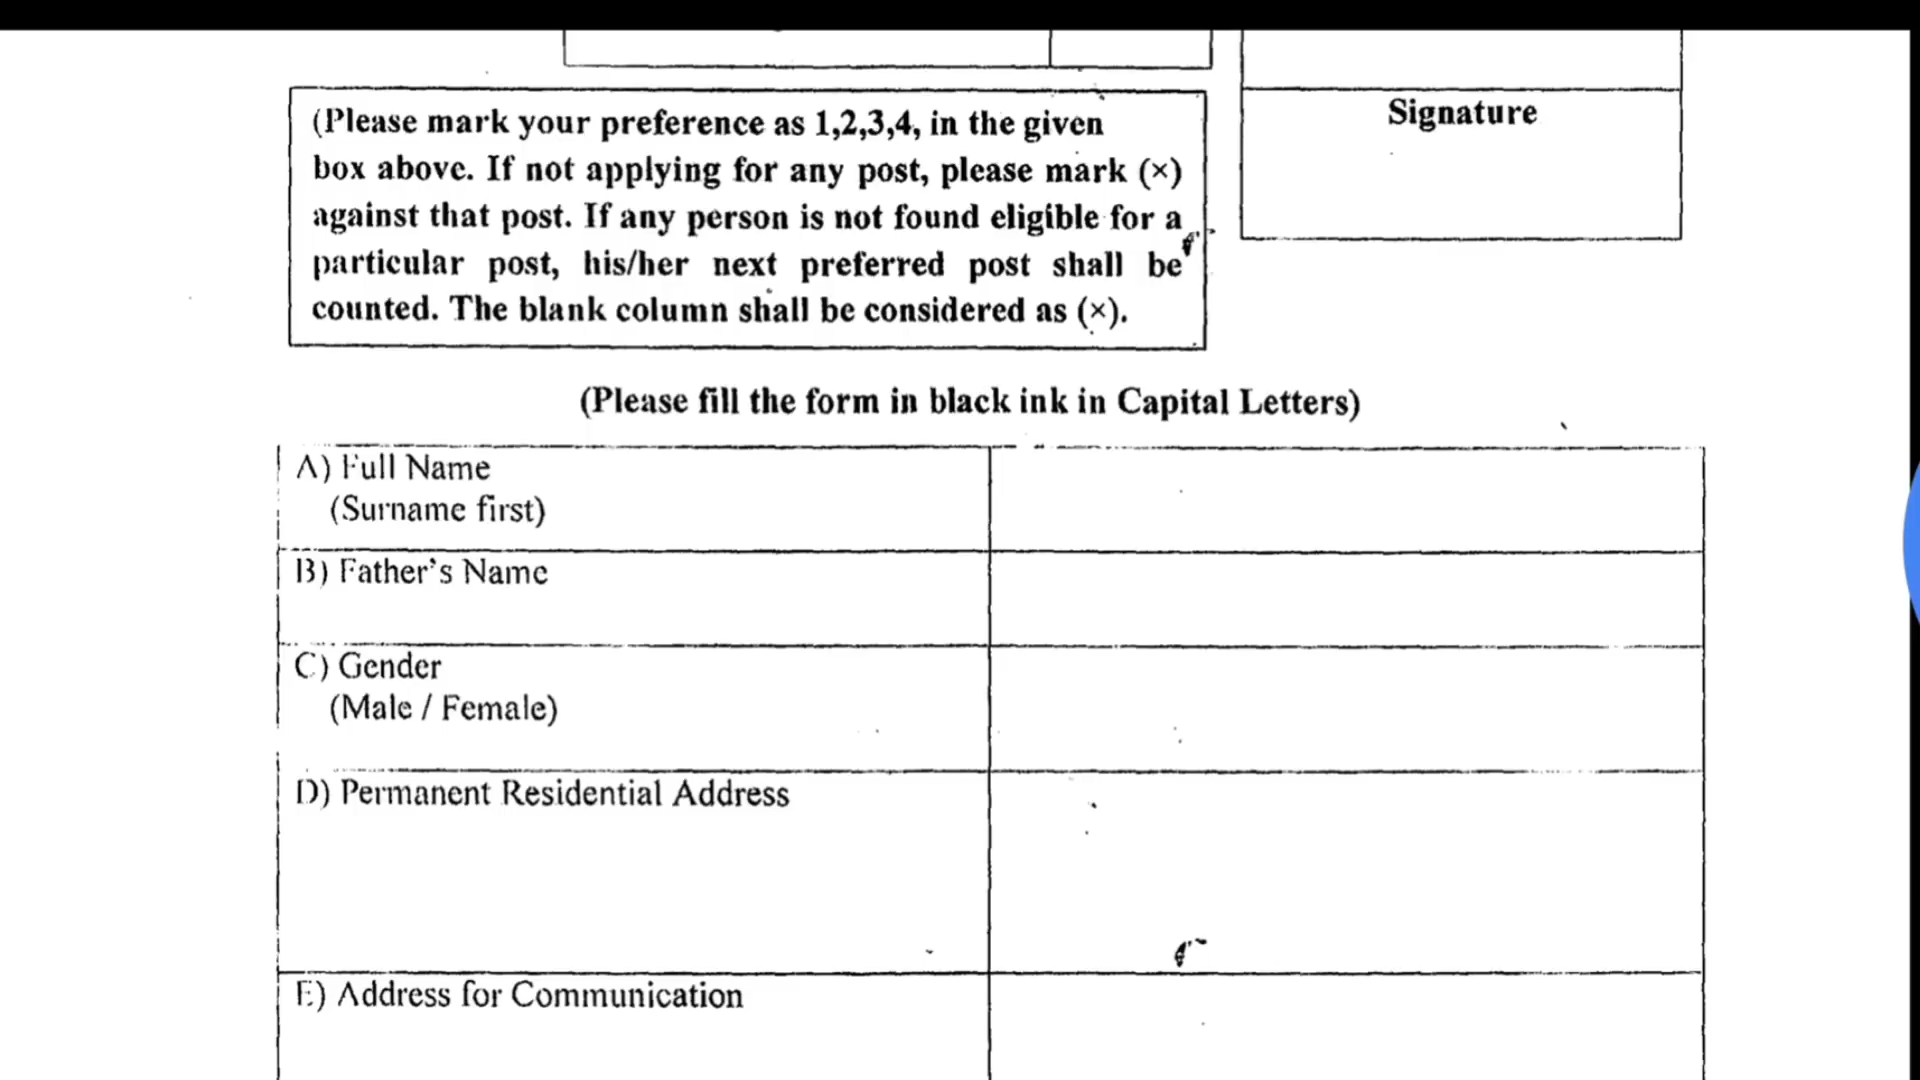 (Please mark your preference as 1,2,3,4, in the given
box above. If not applying for any post, please mark (×)
against that post. If any person is not found eligible for a
particular post, his/her next preferred post shall be
counted. The blank column shall be considered as (×).
Signature
(Please fill the form in black ink in Capital Letters)
A) Full Name
(Surname first)
B) Father's Name
C) Gender
(Male / Female)
D) Permanent Residential Address
E) Address for Communication